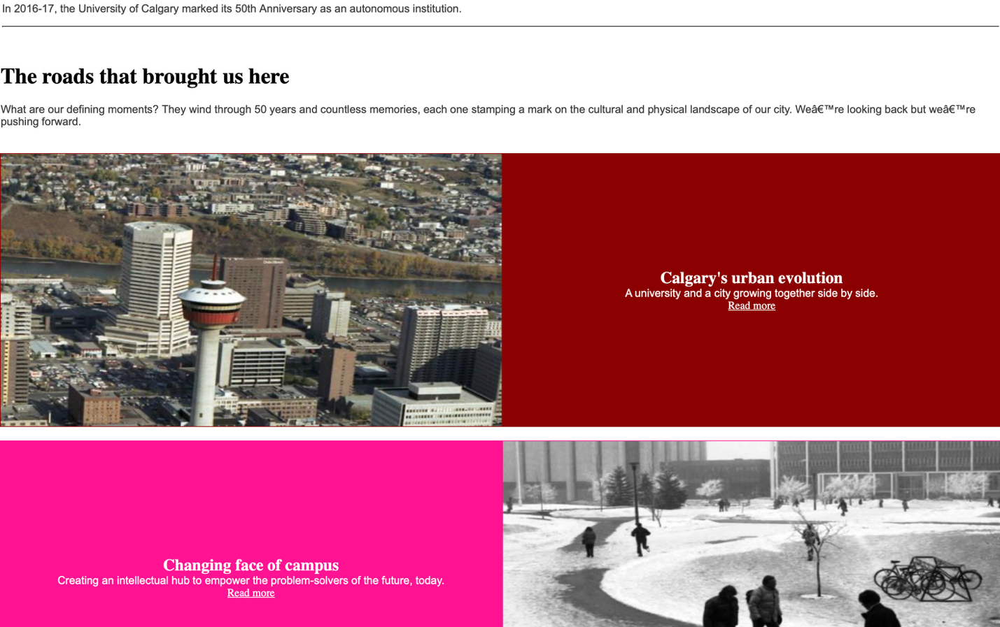 In 2016-17, the University of Calgary marked its 50th Anniversary as an autonomous institution.
The roads that brought us here
What are our defining moments? They wind through 50 years and countless memories, each one stamping a mark on the cultural and physical landscape of our city. Weâ€™re looking back but weâ€™re
pushing forward.
Calgary's urban evolution
A university and a city growing together side by side.
Read more
Changing face of campus
Creating an intellectual hub to empower the problem-solvers of the future, today.
Read more